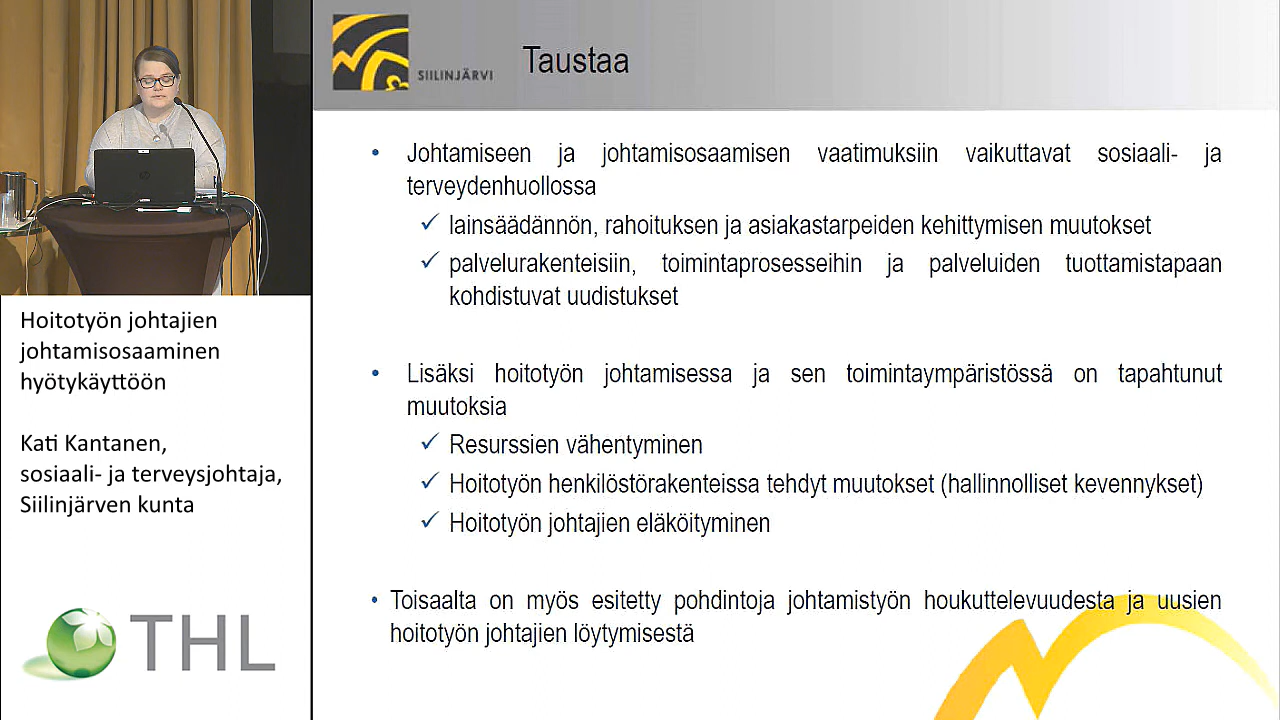 SIILINJÄRVI
Taustaa
• Johtamiseen ja johtamisosaamisen vaatimuksiin vaikuttavat sosiaali- ja
terveydenhuollossa
✓ lainsäädännön, rahoituksen ja asiakastarpeiden kehittymisen muutokset
✓ palvelurakenteisiin, toimintaprosesseihin ja palveluiden tuottamistapaan
kohdistuvat uudistukset
• Lisäksi hoitotyön johtamisessa ja sen toimintaympäristössä on tapahtunut
muutoksia
✓ Resurssien vähentyminen
✓ Hoitotyön henkilöstörakenteissa tehdyt muutokset (hallinnolliset kevennykset)
✓ Hoitotyön johtajien eläköityminen
• Toisaalta on myös esitetty pohdintoja johtamistyön houkuttelevuudesta ja uusien
hoitotyön johtajien löytymisestä
Hoitotyön johtajien
johtamisosaaminen
hyötykäyttöön
Kati Kantanen,
sosiaali- ja terveysjohtaja,
Siilinjärven kunta
THL